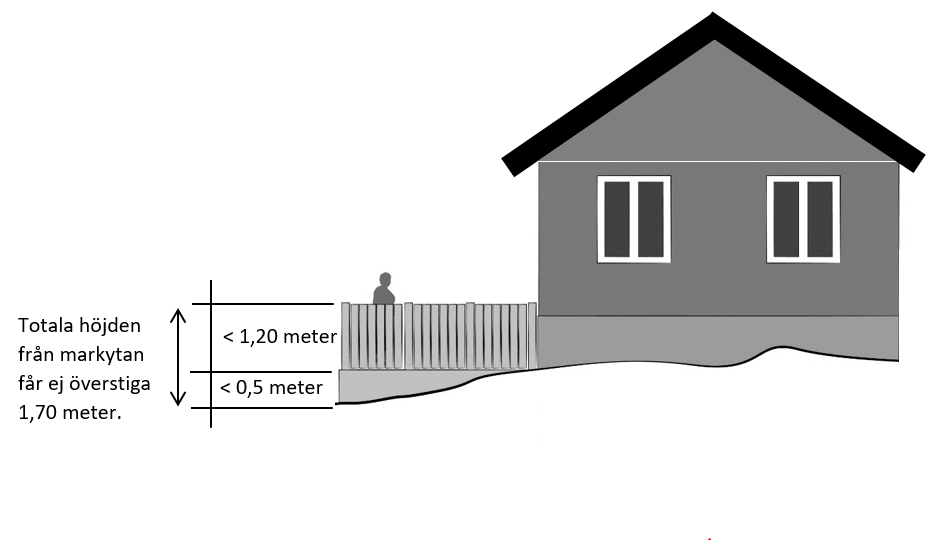 Totala höjden
från markytan
får ej överstiga
1,70 meter.
< 1,20 meter
< 0,5 meter